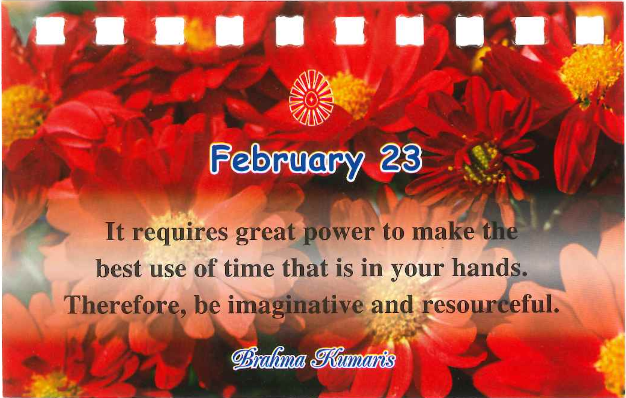 February 23
It requires great power to make the
best use of time that is in your hands.
Therefore, be imaginative and resourceful.
Brahma Kumaris